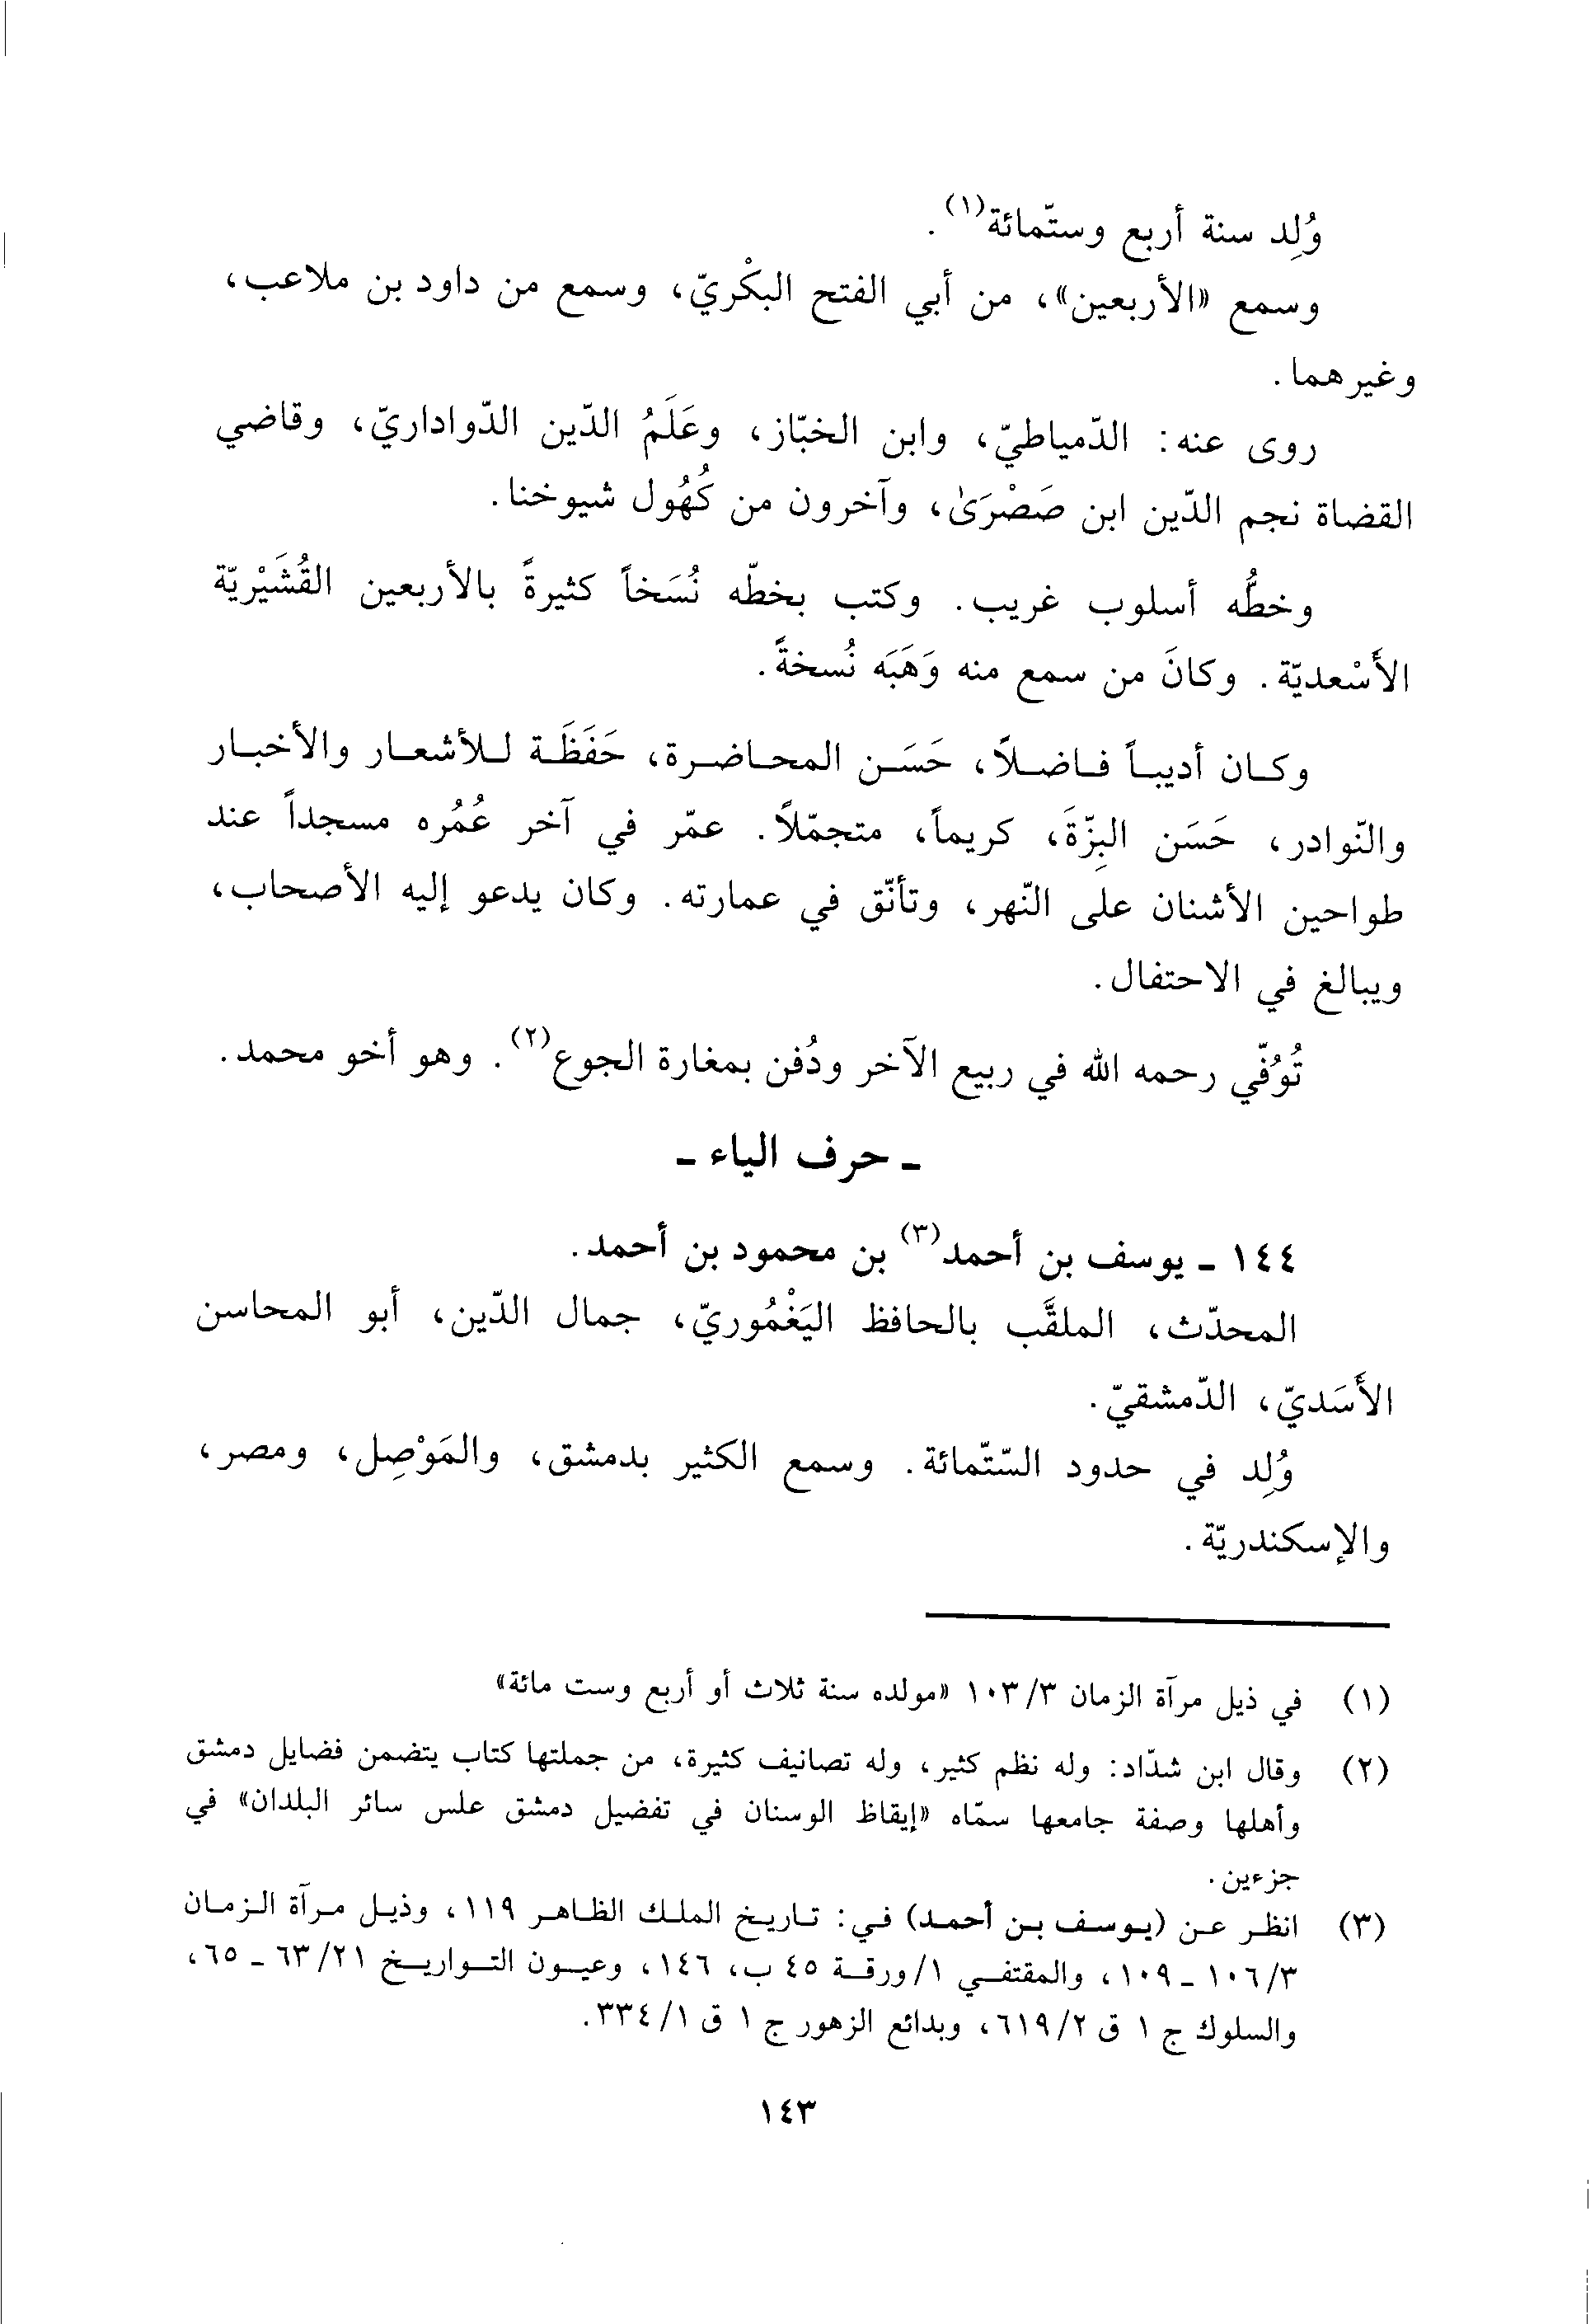 وُلِد سنة أربع وستّمائة(١).
وسمع «الأربعين»، من أبي الفتح البكْريّ، وسمع من داود بن ملاعب،
وغيرهما.
روى عنه: الدّمياطيّ، وابن الخبّاز، وعَلَمُ الدّين الدّواداريّ، وقاضي
القضاة نجم الدّين ابن صَصْرَىٰ، وآخرون من كُهُول شيوخنا.
وخطُّه أسلوب غريب. وكتب بخطّه نُسَخاً كثيرةً بالأربعين القُشَيْريّة
الأَسْعديّة. وكانَ من سمع منه وَهَبَه نُسخةً.
وكان أديباً فاضلاً، حَسَن المحاضرة، حَفَظَة للأشعار والأخبار
والنّوادر، حَسَن البِزّةَ، كريماً، متجمّلاً. عمّر في آخر عُمُره مسجداً عند
طواحين الأشنان على النّهر، وتأنّق في عمارته. وكان يدعو إليه الأصحاب،
ويبالغ في الاحتفال.
تُوُفّي رحمه الله في ربيع الآخر ودُفن بمغارة الجوع(٢). وهو أخو محمد.
ـ حرف الياء ـ
١٤٤ ـ يوسف بن أحمد(٣) بن محمود بن أحمد.
المحدّث، الملقَّب بالحافظ اليَغْمُوريّ، جمال الدّين، أبو المحاسن
الأَسَديّ، الدّمشقيّ.
وُلِد في حدود السّتّمائة. وسمع الكثير بدمشق، والمَوْصِل، ومصر،
والإسكندريّة.
(١) في ذيل مرآة الزمان ١٠٣/٣ «مولده سنة ثلاث أو أربع وست مائة»
(٢) وقال ابن شدّاد: وله نظم كثير، وله تصانيف كثيرة، من جملتها كتاب يتضمن فضايل دمشق
وأهلها وصفة جامعها سمّاه «إيقاظ الوسنان في تفضيل دمشق علس سائر البلدان» في
جزءين.
(٣) انظر عن (يوسف بن أحمد) في: تاريخ الملك الظاهر ١١٩، وذيل مرآة الزمان
١٠٦/٣ ـ ١٠٩، والمقتفي ١/ورقة ٤٥ ب، ١٤٦، وعيون التواريخ ٦٣/٢١ ـ ٦٥،
والسلوك ج ١ ق ٦١٩/٢، وبدائع الزهور ج ١ ق ٣٣٤/١.
١٤٣